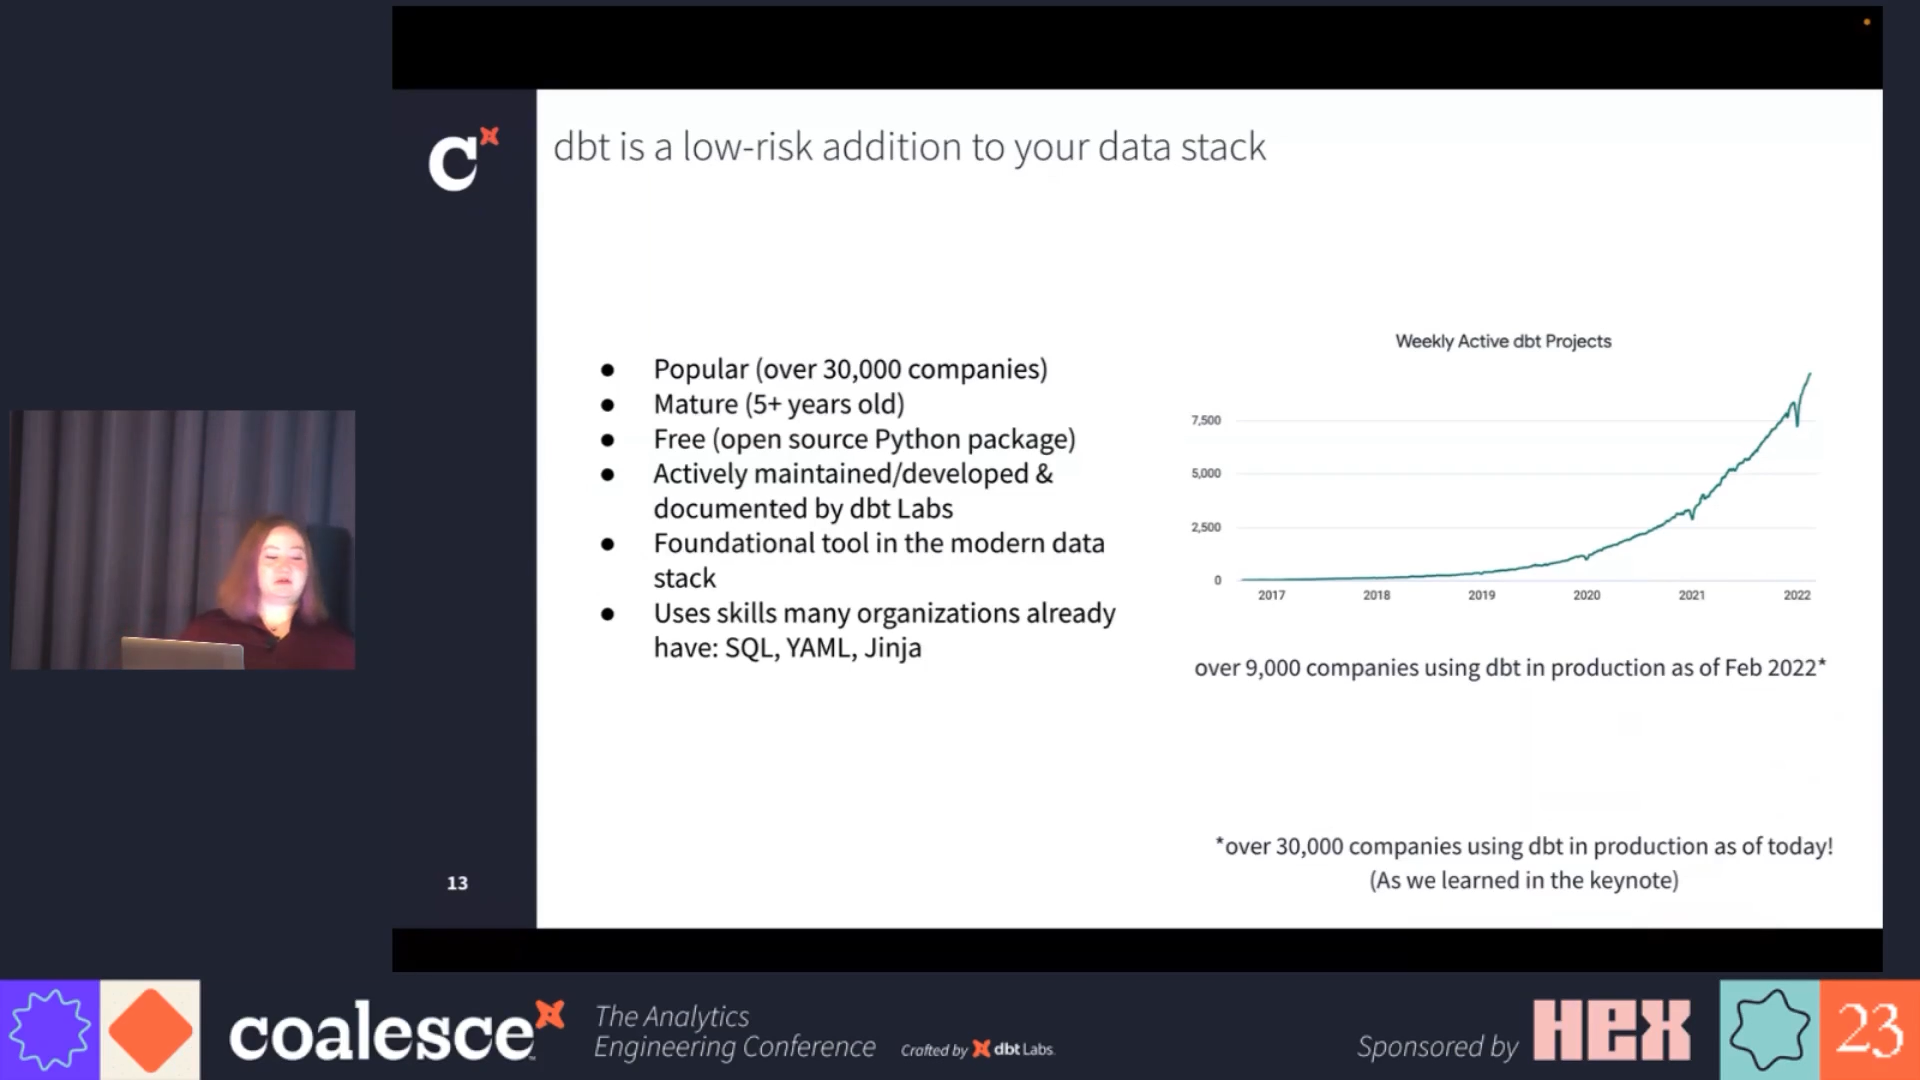 C
dbt is a low-risk addition to your data stack
● Popular (over 30,000 companies)
● Mature (5+ years old)
● Free (open source Python package)
● Actively maintained/developed &
documented by dbt Labs
● Foundational tool in the modern data
stack
● Uses skills many organizations already
have: SQL, YAML, Jinja
Weekly Active dbt Projects
7,500
5,000
2,500
0
2017 2018 2019 2020 2021 2022
over 9,000 companies using dbt in production as of Feb 2022*
*over 30,000 companies using dbt in production as of today!
(As we learned in the keynote)
13
coalesce™
The Analytics
Engineering Conference
Crafted by dbt Labs
Sponsored by HEX
23